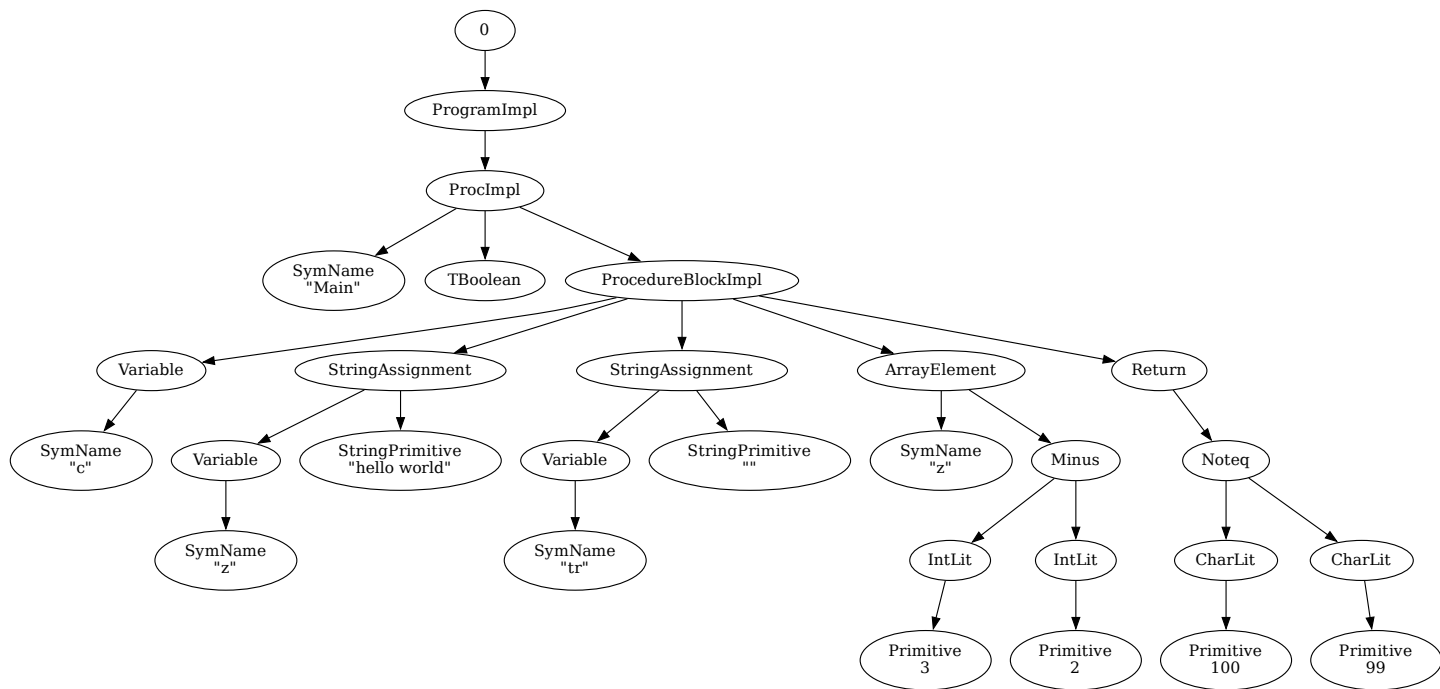 0
ProgramImpl
ProcImpl
SymName
"Main"
TBoolean
ProcedureBlockImpl
Variable
StringAssignment
StringAssignment
ArrayElement
Return
SymName
"c"
Variable
StringPrimitive
"hello world"
Variable
StringPrimitive
""
SymName
"z"
Minus
Noteq
SymName
"z"
SymName
"tr"
IntLit
IntLit
CharLit
CharLit
Primitive
3
Primitive
2
Primitive
100
Primitive
99